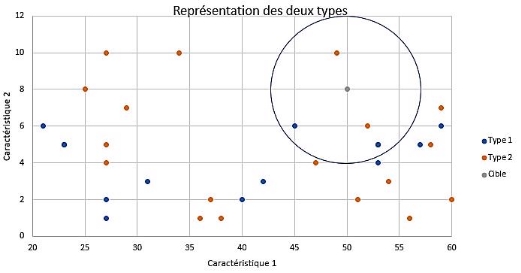 Représentation des deux types
12
10
8
6
4
2
0
Caractéristique 2
20 25 30 35 40 45 50 55 60
Caractéristique 1
Type 1
Type 2
Cible